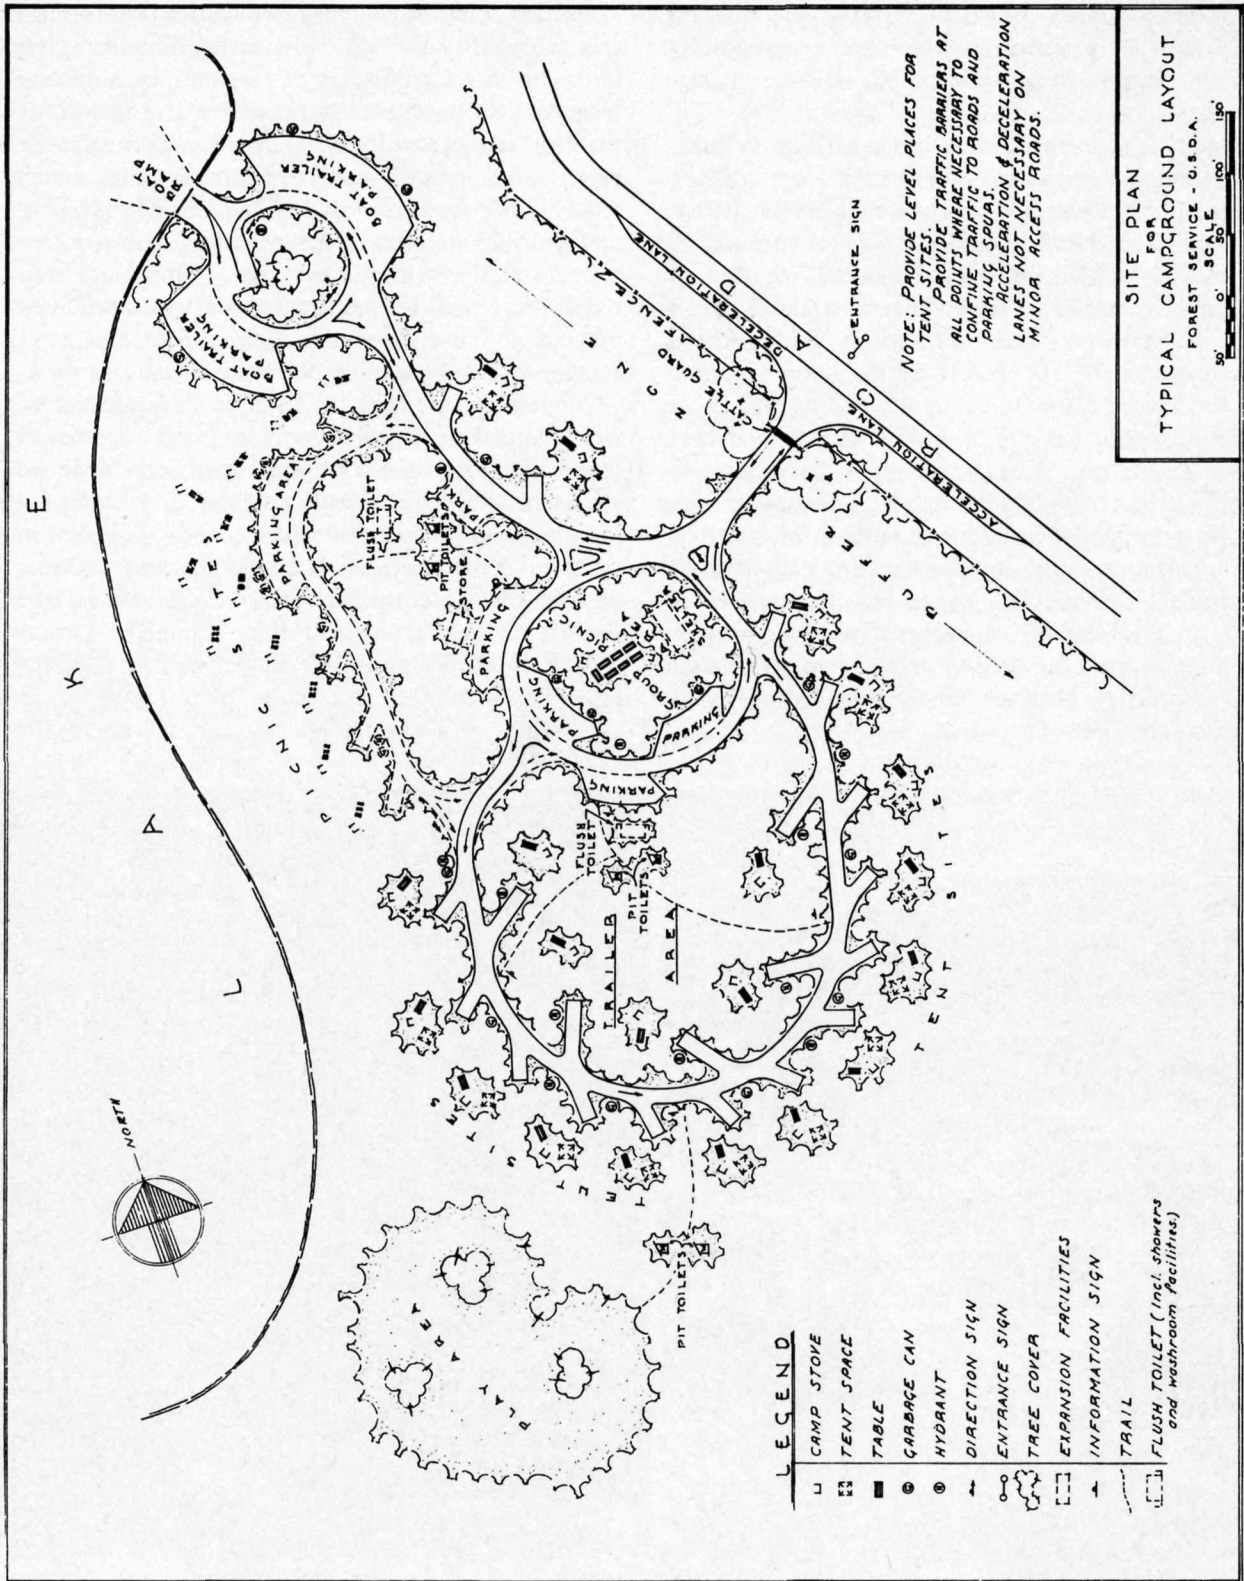 SITE PLAN
FOR
TYPICAL CAMPGROUND LAYOUT
FOREST SERVICE - U.S.D.A.
SCALE
50' 0 50 100 150'
NOTE: PROVIDE LEVEL PLACES FOR
TENT SITES.
PROVIDE TRAFFIC BARRIERS AT
ALL POINTS WHERE NECESSARY TO
CONFINE TRAFFIC TO ROADS AND
PARKING SPURS.
ACCELERATION & DECELERATION
LANES NOT NECESSARY ON
MINOR ACCESS ROADS.
LAKE
NORTH
BOAT
RAMP
BOAT TRAILER
PARKING
BOAT TRAILER
PARKING
PICNIC SITES
PARKING AREA
FLUSH TOILET
PIT TOILETS
PARK
STORE
PARKING
PARKING
GROUP PICNIC AREA
SHELTER
PARKING
PARKING
FLUSH
TOILET
PIT
TOILETS
TRAILER
AREA
TENT SITES
TENT SITES
PLAY AREA
PIT TOILETS
FENCE
BUFFER ZONE
CATTLE GUARD
DECELERATION LANE
ROAD
ACCELERATION LANE
ENTRANCE SIGN
LEGEND
CAMP STOVE
TENT SPACE
TABLE
G GARBAGE CAN
H HYDRANT
DIRECTION SIGN
ENTRANCE SIGN
TREE COVER
EXPANSION FACILITIES
INFORMATION SIGN
TRAIL
FLUSH TOILET (Incl. showers
and washroom facilities.)